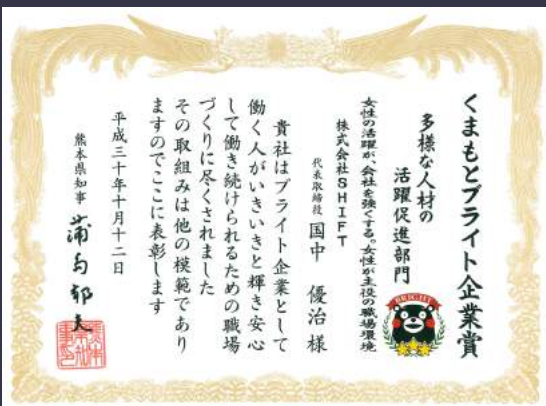 くまもとブライト企業賞
多様な人材の
活躍促進部門
BRIGHT
女性の活躍が、会社を強くする。女性が主役の職場環境
株式会社SHIFT
代表取締役 国中 優治 様
貴社はブライト企業として
働く人がいきいきと輝き安心
して働き続けられるための職場
づくりに尽くされました
その取組みは他の模範であり
ますのでここに表彰します
平成三十年十月十二日
熊本県知事 蒲島郁夫